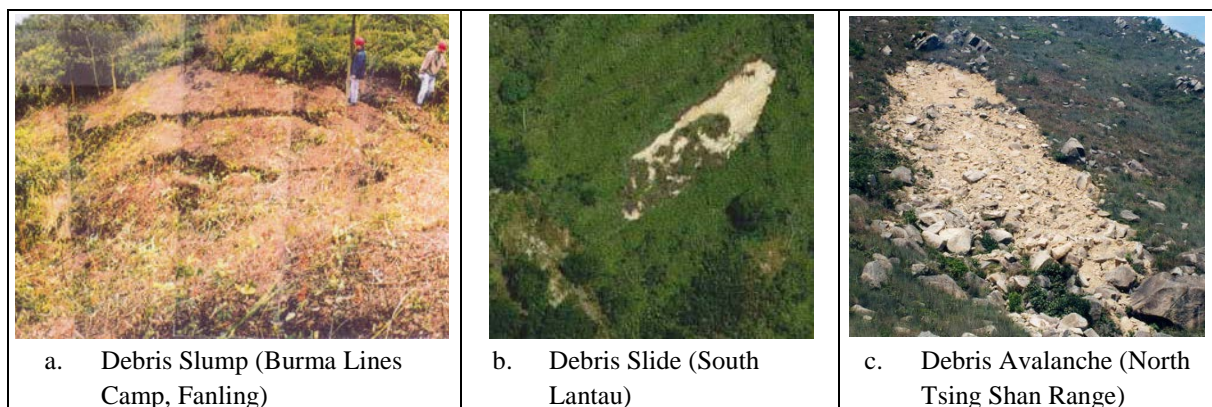 a. Debris Slump (Burma Lines
Camp, Fanling)
b. Debris Slide (South
Lantau)
c. Debris Avalanche (North
Tsing Shan Range)